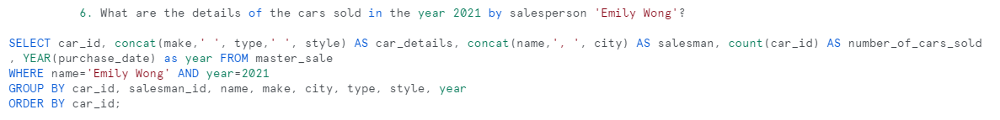 6. What are the details of the cars sold in the year 2021 by salesperson 'Emily Wong'?
SELECT car_id, concat(make,' ', type,' ', style) AS car_details, concat(name,', ', city) AS salesman, count(car_id) AS number_of_cars_sold
, YEAR(purchase_date) as year FROM master_sale
WHERE name='Emily Wong' AND year=2021
GROUP BY car_id, salesman_id, name, make, city, type, style, year
ORDER BY car_id;